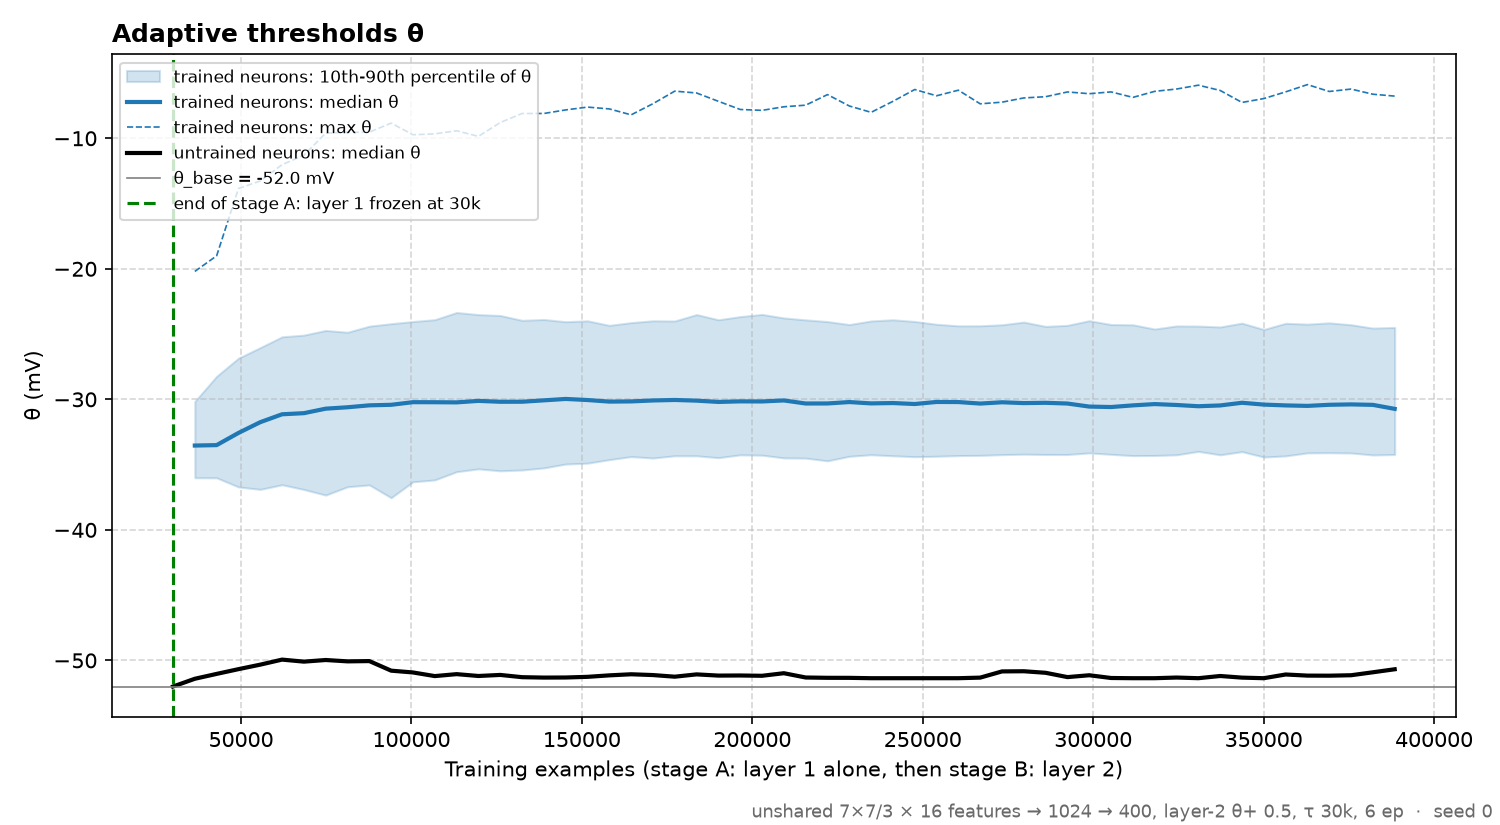 Adaptive thresholds θ
trained neurons: 10th-90th percentile of θ
trained neurons: median θ
trained neurons: max θ
untrained neurons: median θ
θ_base = -52.0 mV
end of stage A: layer 1 frozen at 30k
θ (mV)
−10
−20
−30
−40
−50
50000 100000 150000 200000 250000 300000 350000 400000
Training examples (stage A: layer 1 alone, then stage B: layer 2)
unshared 7×7/3 × 16 features → 1024 → 400, layer-2 θ+ 0.5, τ 30k, 6 ep · seed 0